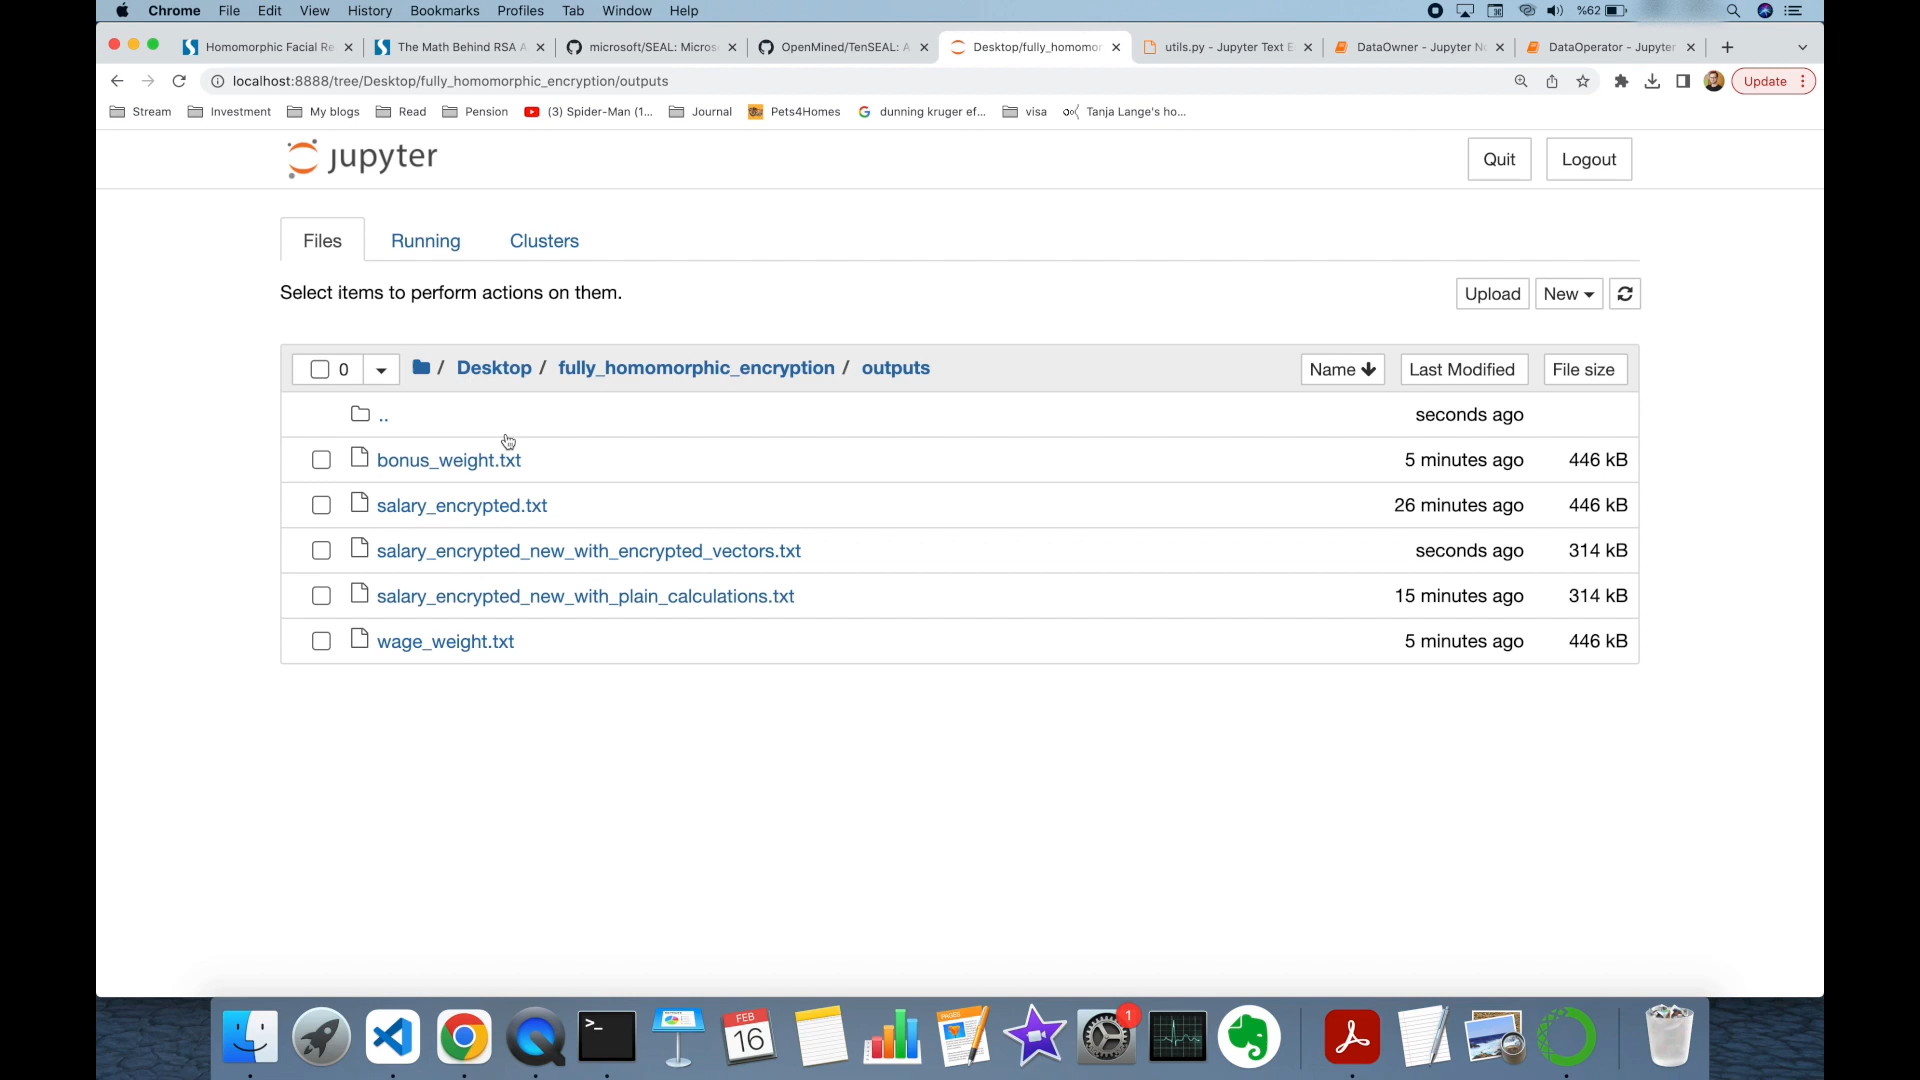 Chrome File Edit View History Bookmarks Profiles Tab Window Help %62
Homomorphic Facial Re The Math Behind RSA A microsoft/SEAL: Micros OpenMined/TenSEAL: A Desktop/fully_homomor utils.py - Jupyter Text E DataOwner - Jupyter N DataOperator - Jupyter
localhost:8888/tree/Desktop/fully_homomorphic_encryption/outputs Update
Stream Investment My blogs Read Pension (3) Spider-Man (1... Journal Pets4Homes dunning kruger ef... visa Tanja Lange's ho...
jupyter Quit Logout
Files Running Clusters
Select items to perform actions on them. Upload New
0 / Desktop / fully_homomorphic_encryption / outputs Name Last Modified File size
.. seconds ago
bonus_weight.txt 5 minutes ago 446 kB
salary_encrypted.txt 26 minutes ago 446 kB
salary_encrypted_new_with_encrypted_vectors.txt seconds ago 314 kB
salary_encrypted_new_with_plain_calculations.txt 15 minutes ago 314 kB
wage_weight.txt 5 minutes ago 446 kB
FEB
16
PAGES
1